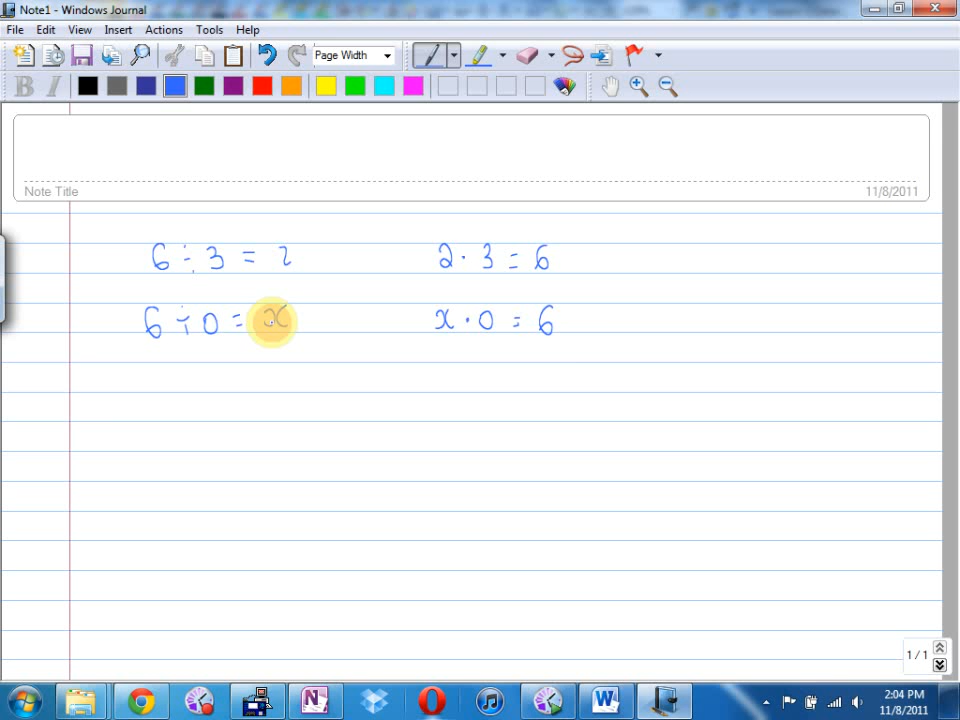 Note1 - Windows Journal
File Edit View Insert Actions Tools Help
Page Width
B I
Note Title 11/8/2011
6 ÷ 3 = 2 2 · 3 = 6
6 ÷ 0 = x x · 0 = 6
1 / 1
N W
2:04 PM
11/8/2011